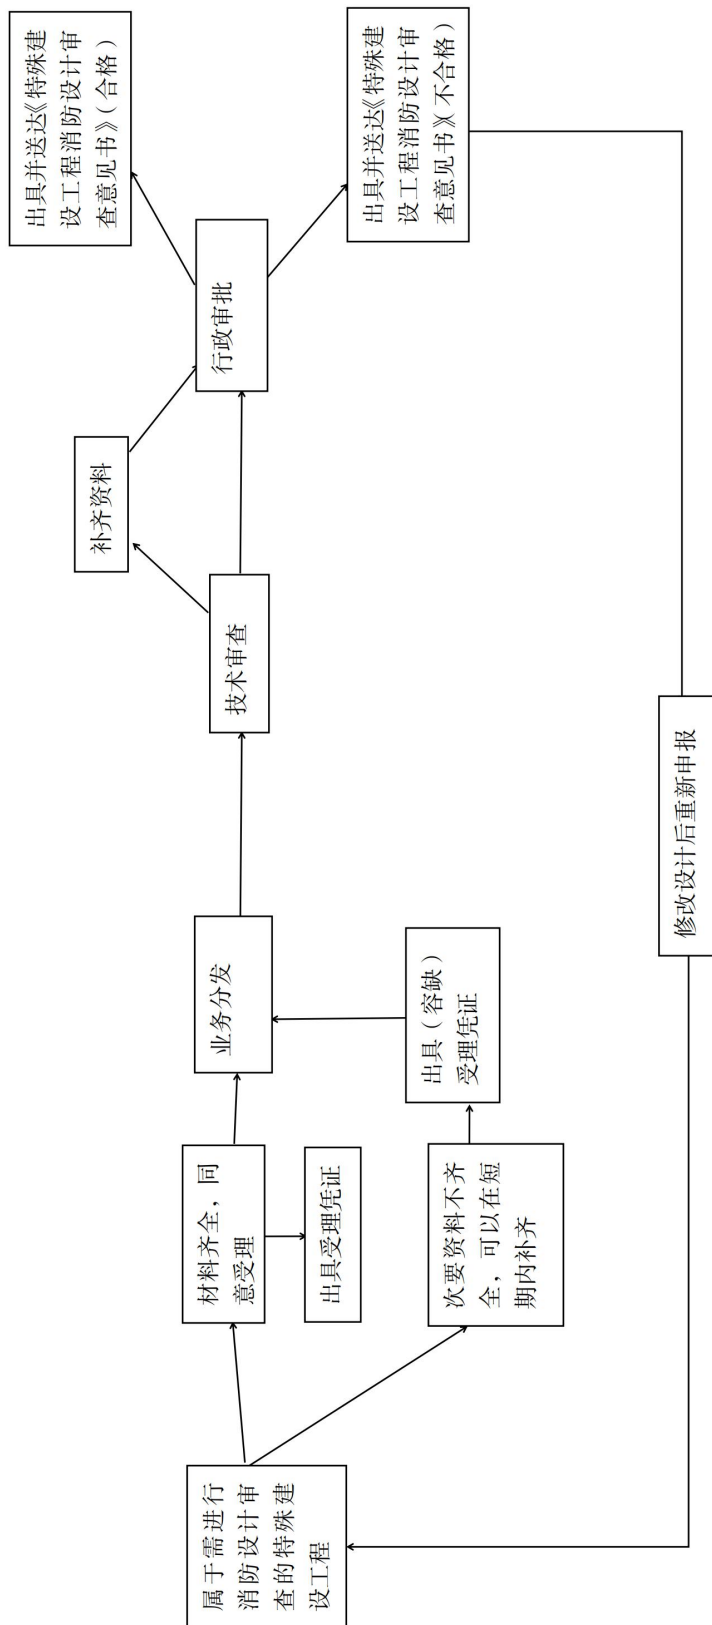 属于需进行
消防设计审
查的特殊建
设工程
材料齐全，同
意受理
出具受理凭证
次要资料不齐
全，可以在短
期内补齐
出具（容缺）
受理凭证
业务分发
技术审查
补齐资料
行政审批
出具并送达《特殊建
设工程消防设计审
查意见书》（合格）
出具并送达《特殊建
设工程消防设计审
查意见书》（不合格）
修改设计后重新申报